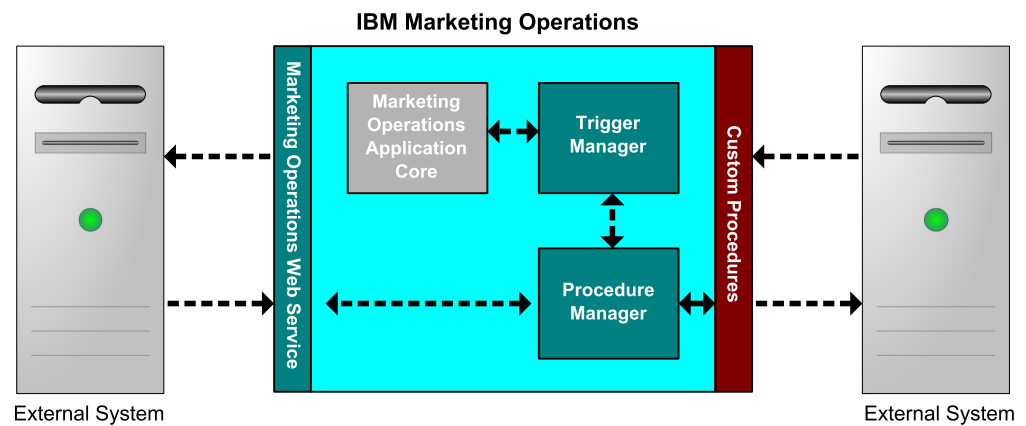 IBM Marketing Operations
Marketing Operations Web Service
Marketing
Operations
Application
Core
Trigger
Manager
Procedure
Manager
Custom Procedures
External System
External System